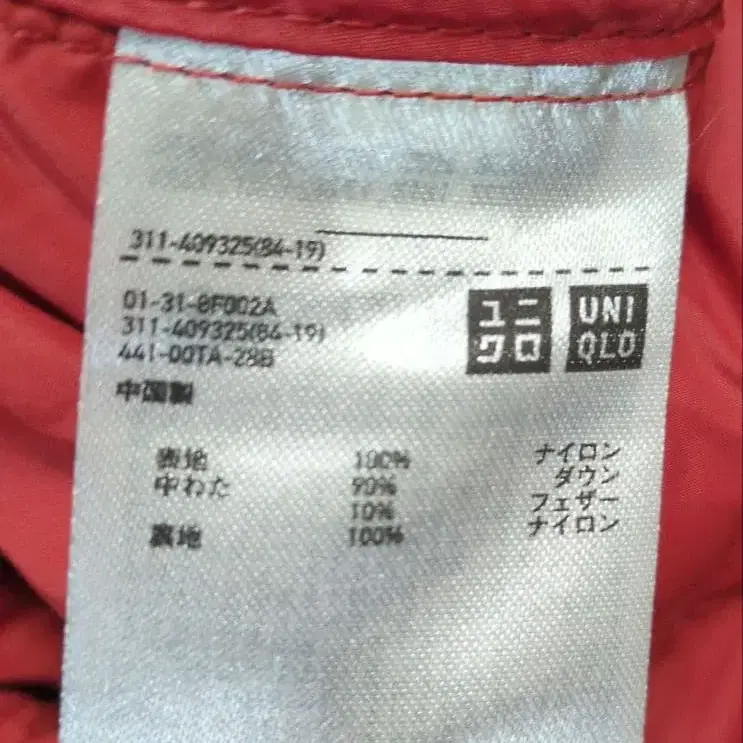 311-409325(84-19)
01-31-8F002A
311-409325(84-19)
441-00TA-28B
ユニクロ
UNIQLO
中国製
表地 100% ナイロン
中わた 90% ダウン
10% フェザー
裏地 100% ナイロン